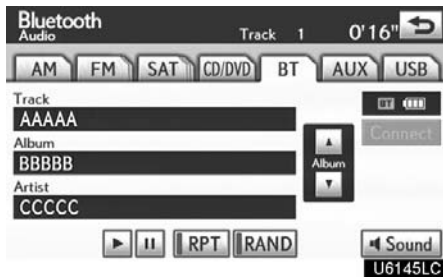 Bluetooth
Audio Track 1 0'16"
AM FM SAT CD/DVD BT AUX USB
Track
AAAAA
BT
Connect
Album
BBBBB
Album
Artist
CCCCC
RPT RAND Sound
U6145LC